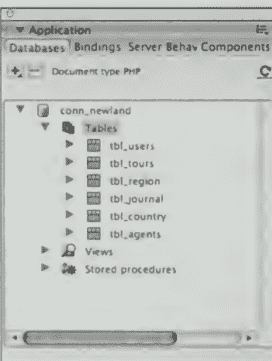 Application
Databases Bindings Server Behav Components
Document type PHP
conn_newland
Tables
tbl_users
tbl_tours
tbl_region
tbl_journal
tbl_country
tbl_agents
Views
Stored procedures